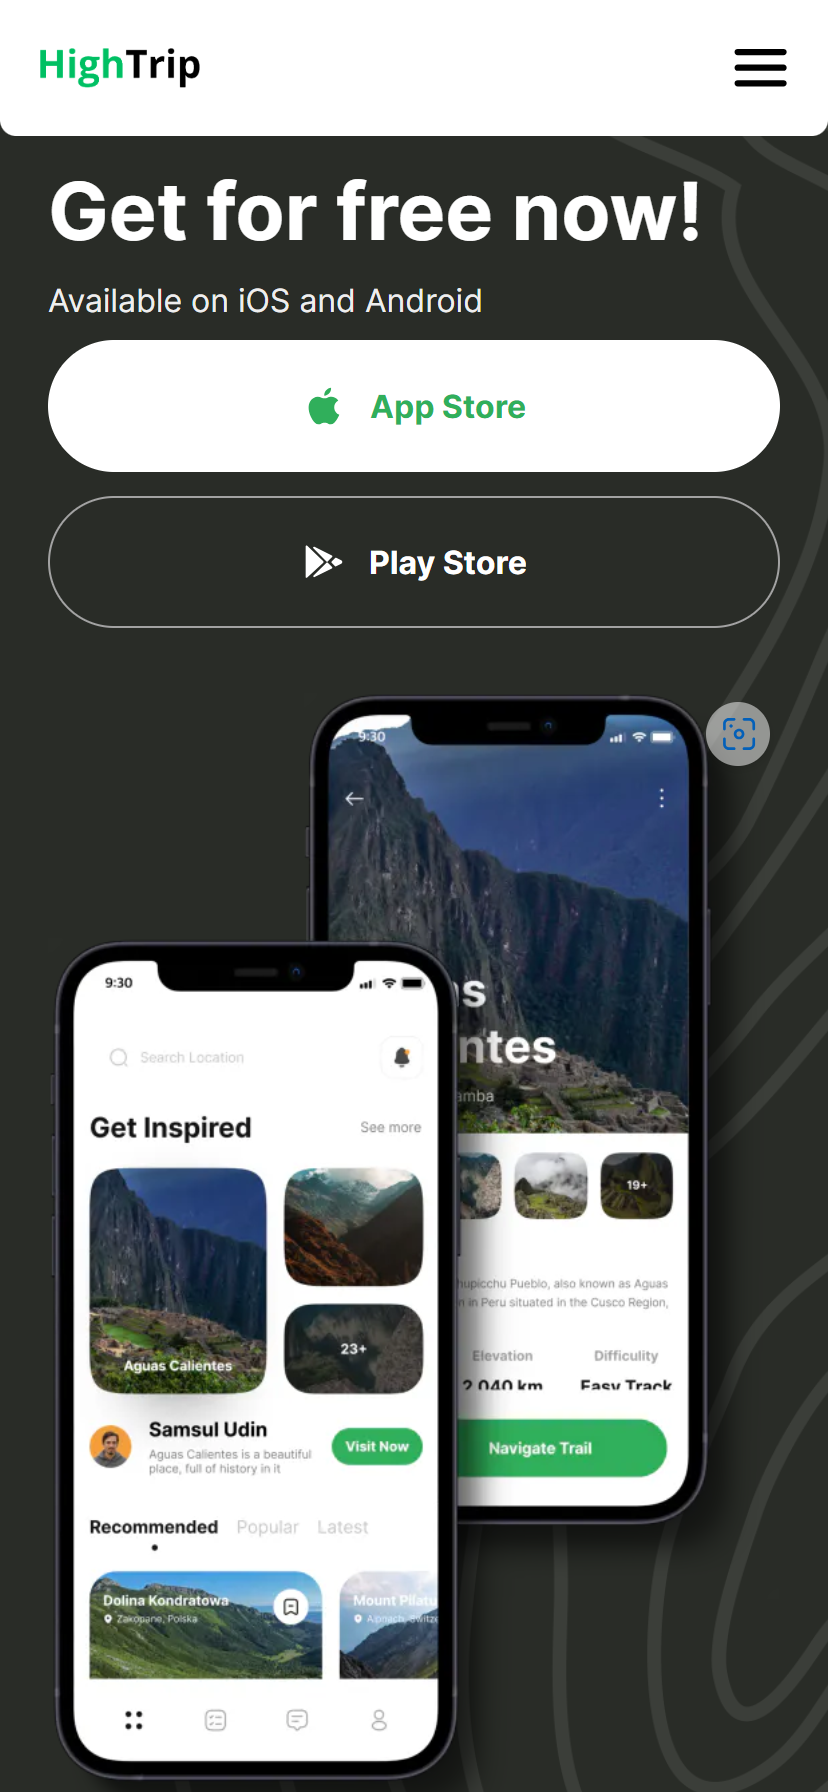 HighTrip
Get for free now!
Available on iOS and Android
App Store
Play Store
9:30
s
ntes
amba
19+
hupicchu Pueblo, also known as Aguas
n in Peru situated in the Cusco Region,
Elevation
Difficulity
2.040 km
Easy Track
Navigate Trail
9:30
Search Location
Get Inspired
See more
Aguas Calientes
23+
Samsul Udin
Aguas Calientes is a beautiful
place, full of history in it
Visit Now
Recommended
Popular
Latest
Dolina Kondratowa
Zakopane, Polska
Mount Pilatu
Alpnach, Switze